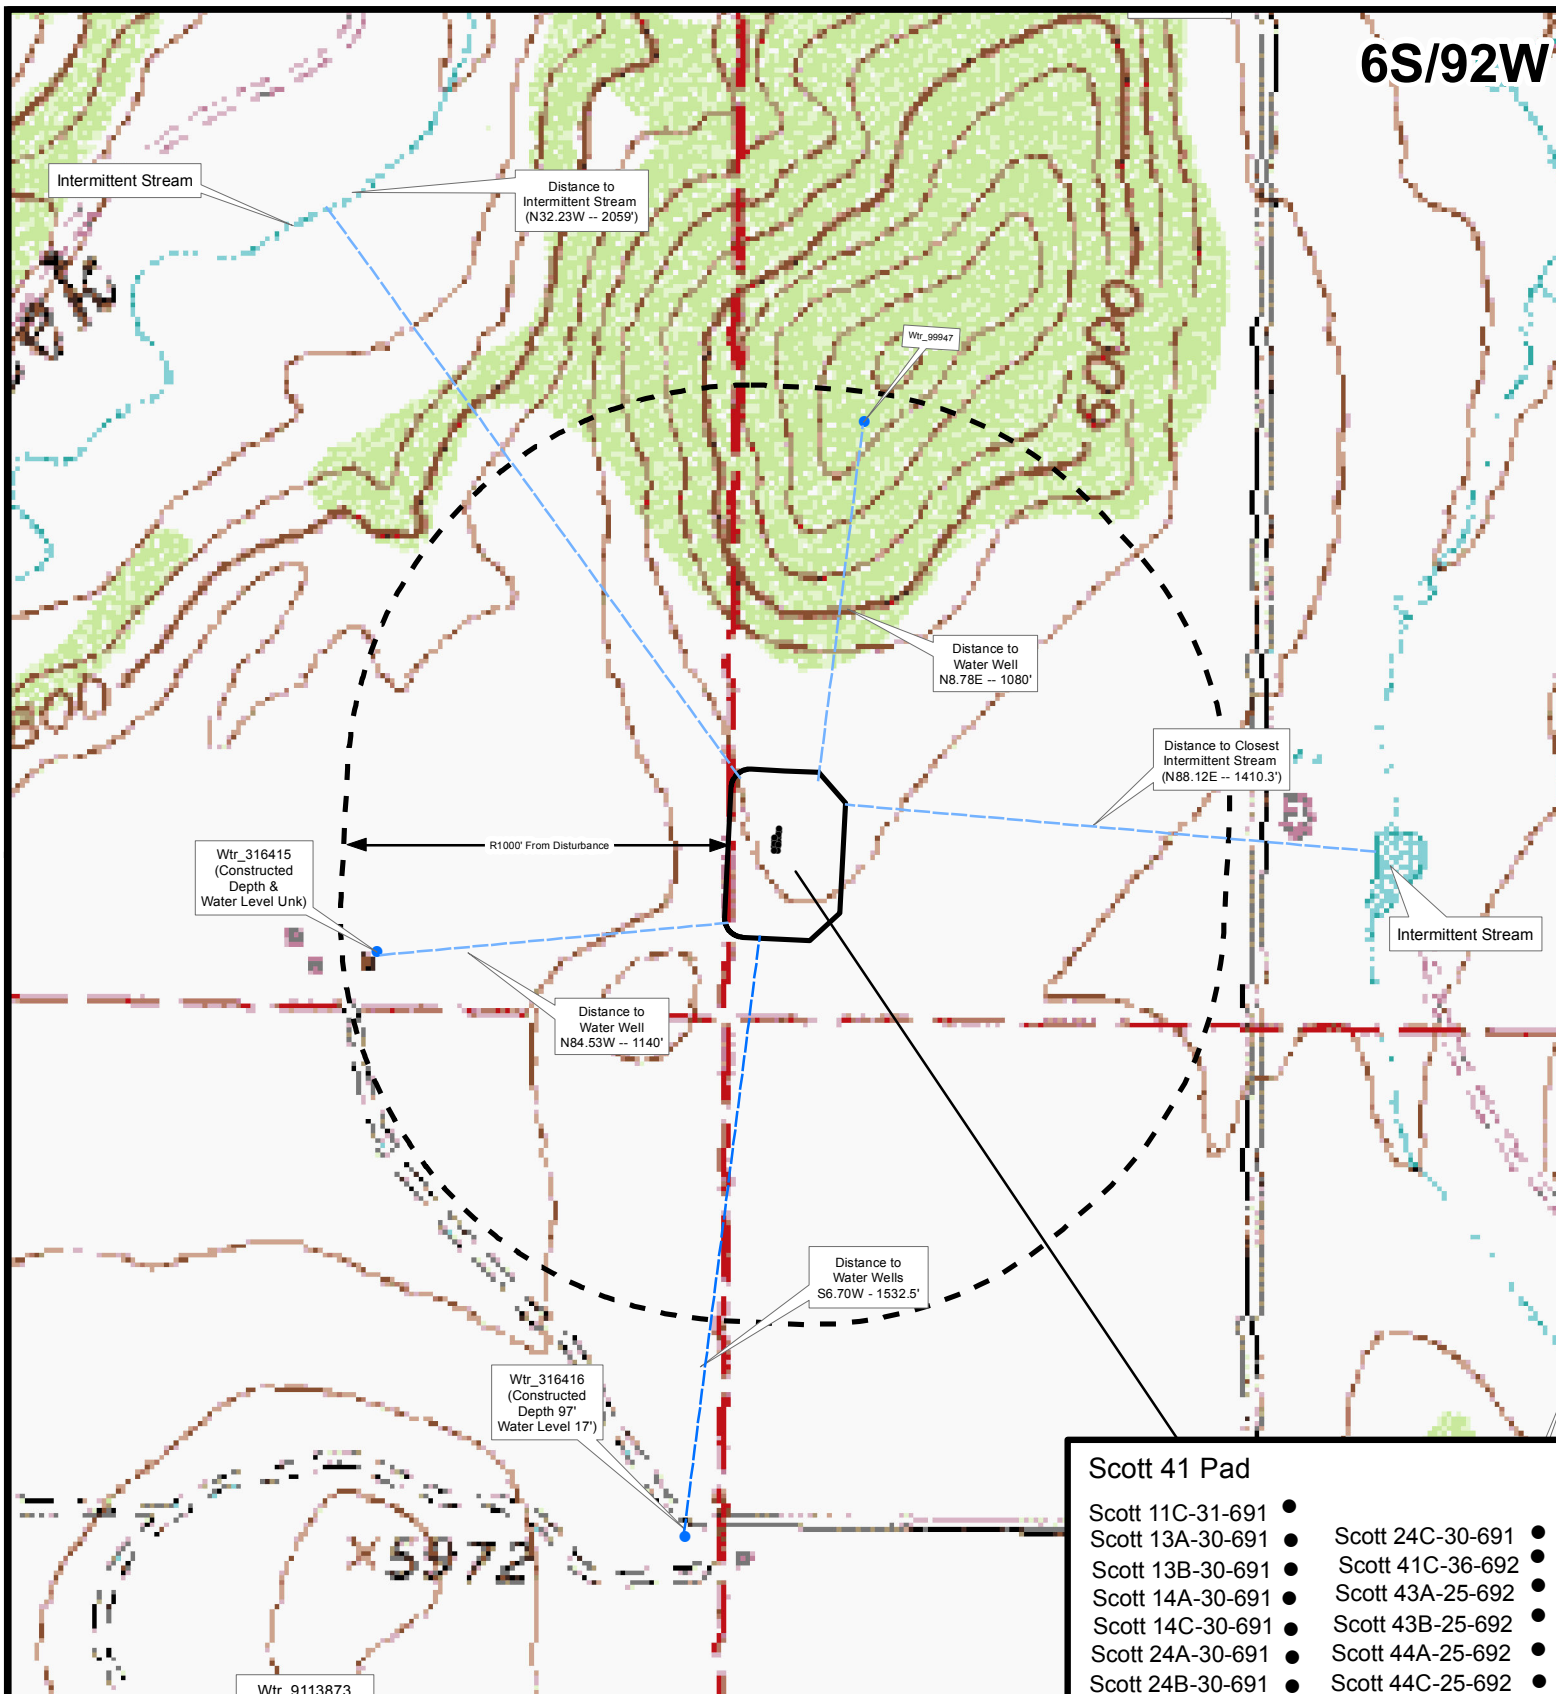 6S/92W
Intermittent Stream
Distance to
Intermittent Stream
(N32.23W -- 2059')
ek
Wtr_99947
6000
Distance to
Water Well
N8.78E -- 1080'
800
Distance to Closest
Intermittent Stream
(N88.12E -- 1410.3')
R1000' From Disturbance
Wtr_316415
(Constructed
Depth &
Water Level Unk)
Intermittent Stream
Distance to
Water Well
N84.53W -- 1140'
Distance to
Water Wells
S6.70W - 1532.5'
Wtr_316416
(Constructed
Depth 97'
Water Level 17')
×5972
Wtr_9113873
Scott 41 Pad
Scott 11C-31-691
Scott 13A-30-691
Scott 13B-30-691
Scott 14A-30-691
Scott 14C-30-691
Scott 24A-30-691
Scott 24B-30-691
Scott 24C-30-691
Scott 41C-36-692
Scott 43A-25-692
Scott 43B-25-692
Scott 44A-25-692
Scott 44C-25-692